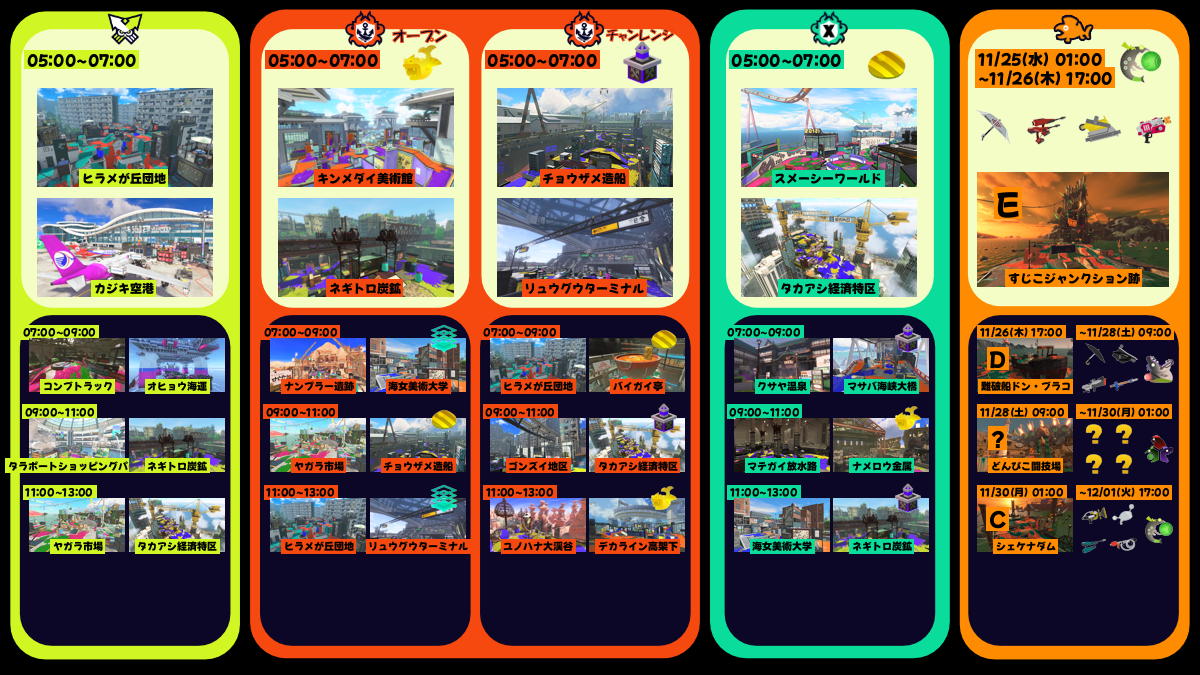 05:00~07:00
ヒラメが丘団地
カジキ空港
07:00~09:00
コンブトラック
オヒョウ海運
09:00~11:00
タラポートショッピングパ
ネギトロ炭鉱
11:00~13:00
ヤガラ市場
タカアシ経済特区
オープン
05:00~07:00
キンメダイ美術館
ネギトロ炭鉱
07:00~09:00
ナンプラー遺跡
海女美術大学
09:00~11:00
ヤガラ市場
チョウザメ造船
11:00~13:00
ヒラメが丘団地
リュウグウターミナル
チャンレンジ
05:00~07:00
チョウザメ造船
リュウグウターミナル
07:00~09:00
ヒラメが丘団地
バイガイ亭
09:00~11:00
ゴンズイ地区
タカアシ経済特区
11:00~13:00
ユノハナ大渓谷
デカライン高架下
X
05:00~07:00
スメーシーワールド
タカアシ経済特区
07:00~09:00
クサヤ温泉
マサバ海峡大橋
09:00~11:00
マテガイ放水路
ナメロウ金属
11:00~13:00
海女美術大学
ネギトロ炭鉱
11/25(水) 01:00
~11/26(木) 17:00
E
すじこジャンクション跡
11/26(木) 17:00 ~11/28(土) 09:00
D
難破船ドン・ブラコ
11/28(土) 09:00 ~11/30(月) 01:00
?
? ?
? ?
どんぴこ闘技場
11/30(月) 01:00 ~12/01(火) 17:00
C
シェケナダム